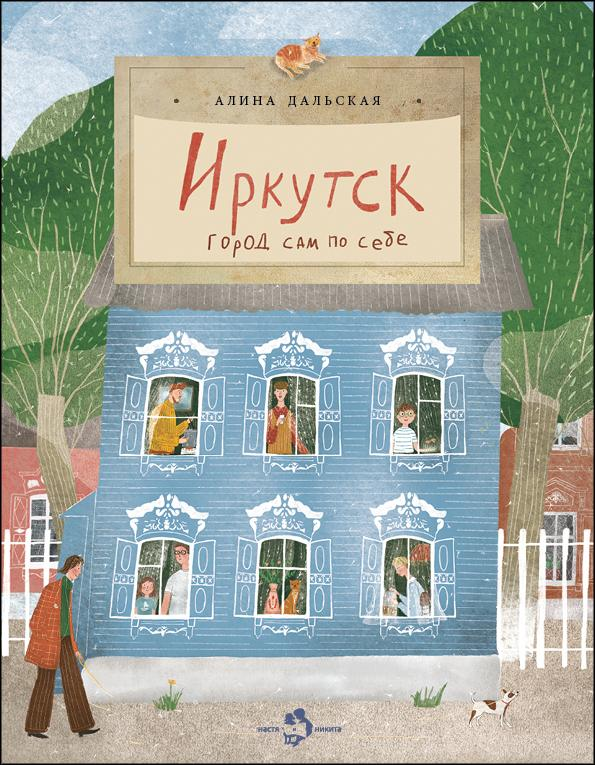 АЛИНА ДАЛЬСКАЯ
Иркутск
город сам по себе
настя и никита